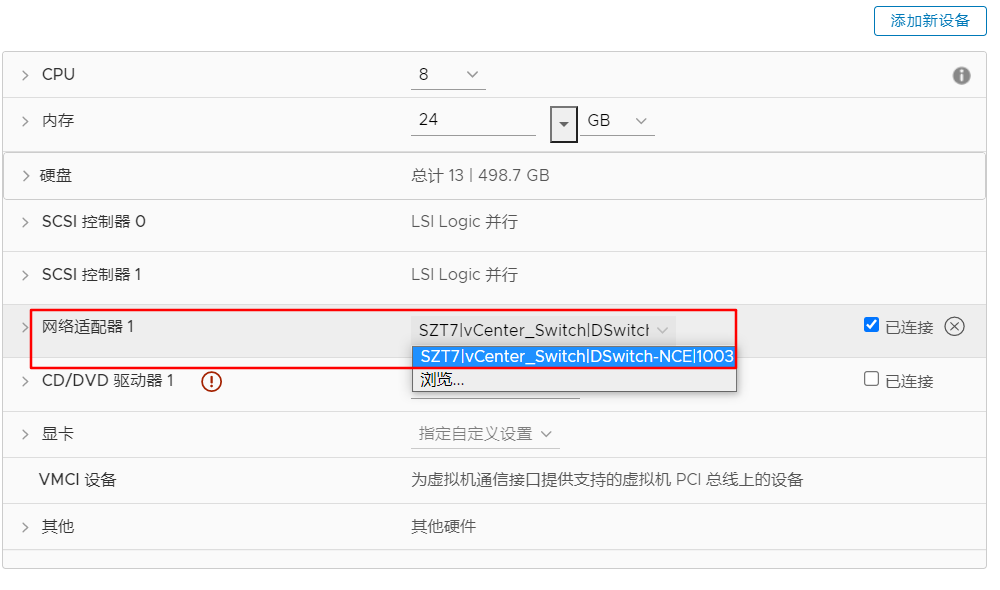 添加新设备
CPU 8
内存 24 GB
硬盘 总计 13 | 498.7 GB
SCSI 控制器 0 LSI Logic 并行
SCSI 控制器 1 LSI Logic 并行
网络适配器 1 SZT7|vCenter_Switch|DSwitch 已连接
SZT7|vCenter_Switch|DSwitch-NCE|1003
浏览...
CD/DVD 驱动器 1 已连接
显卡 指定自定义设置
VMCI 设备 为虚拟机通信接口提供支持的虚拟机 PCI 总线上的设备
其他 其他硬件